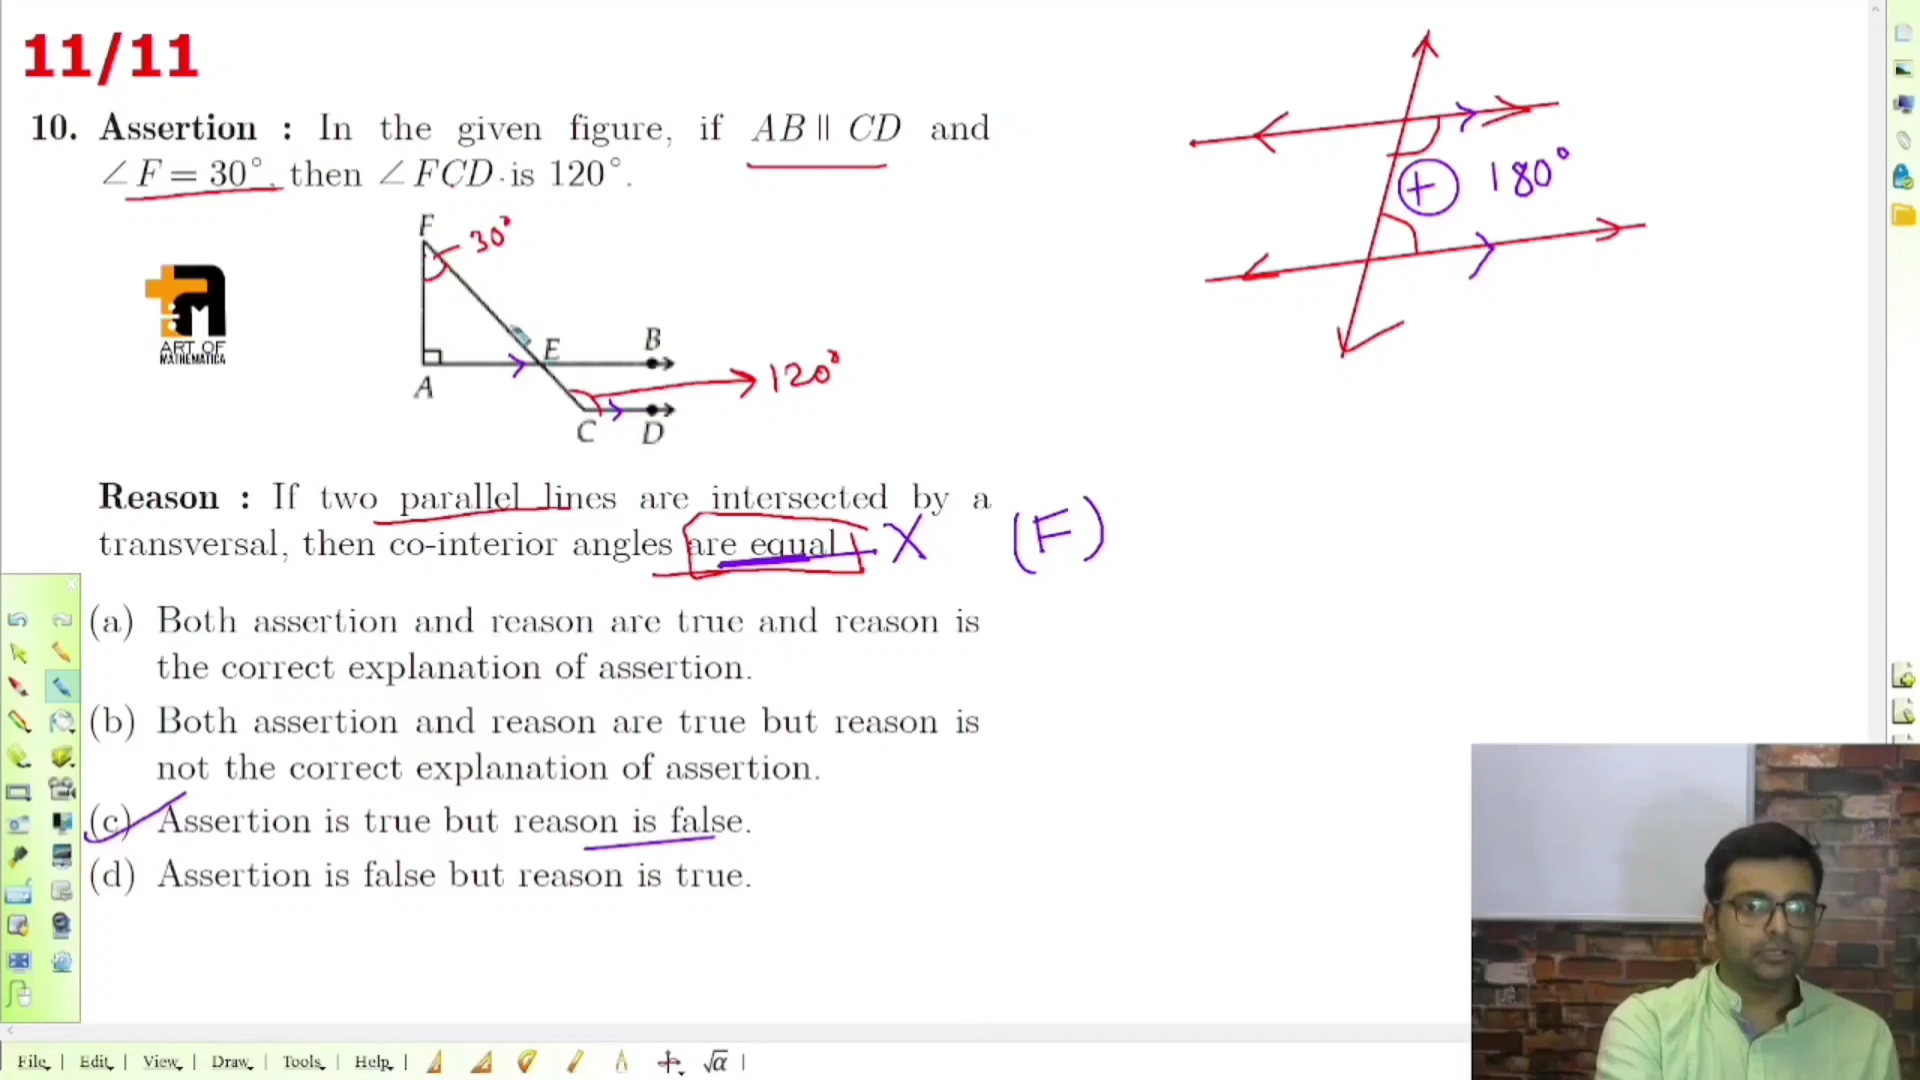 11/11
10. Assertion : In the given figure, if AB || CD and
∠F = 30°, then ∠FCD is 120°.
F
30°
E
B
A
120°
C
D
180°
+
ART OF
MATHEMATICA
Reason : If two parallel lines are intersected by a
transversal, then co-interior angles are equal X (F)
(a) Both assertion and reason are true and reason is
the correct explanation of assertion.
(b) Both assertion and reason are true but reason is
not the correct explanation of assertion.
(c) Assertion is true but reason is false.
(d) Assertion is false but reason is true.
File | Edit | View | Draw | Tools | Help | √α |